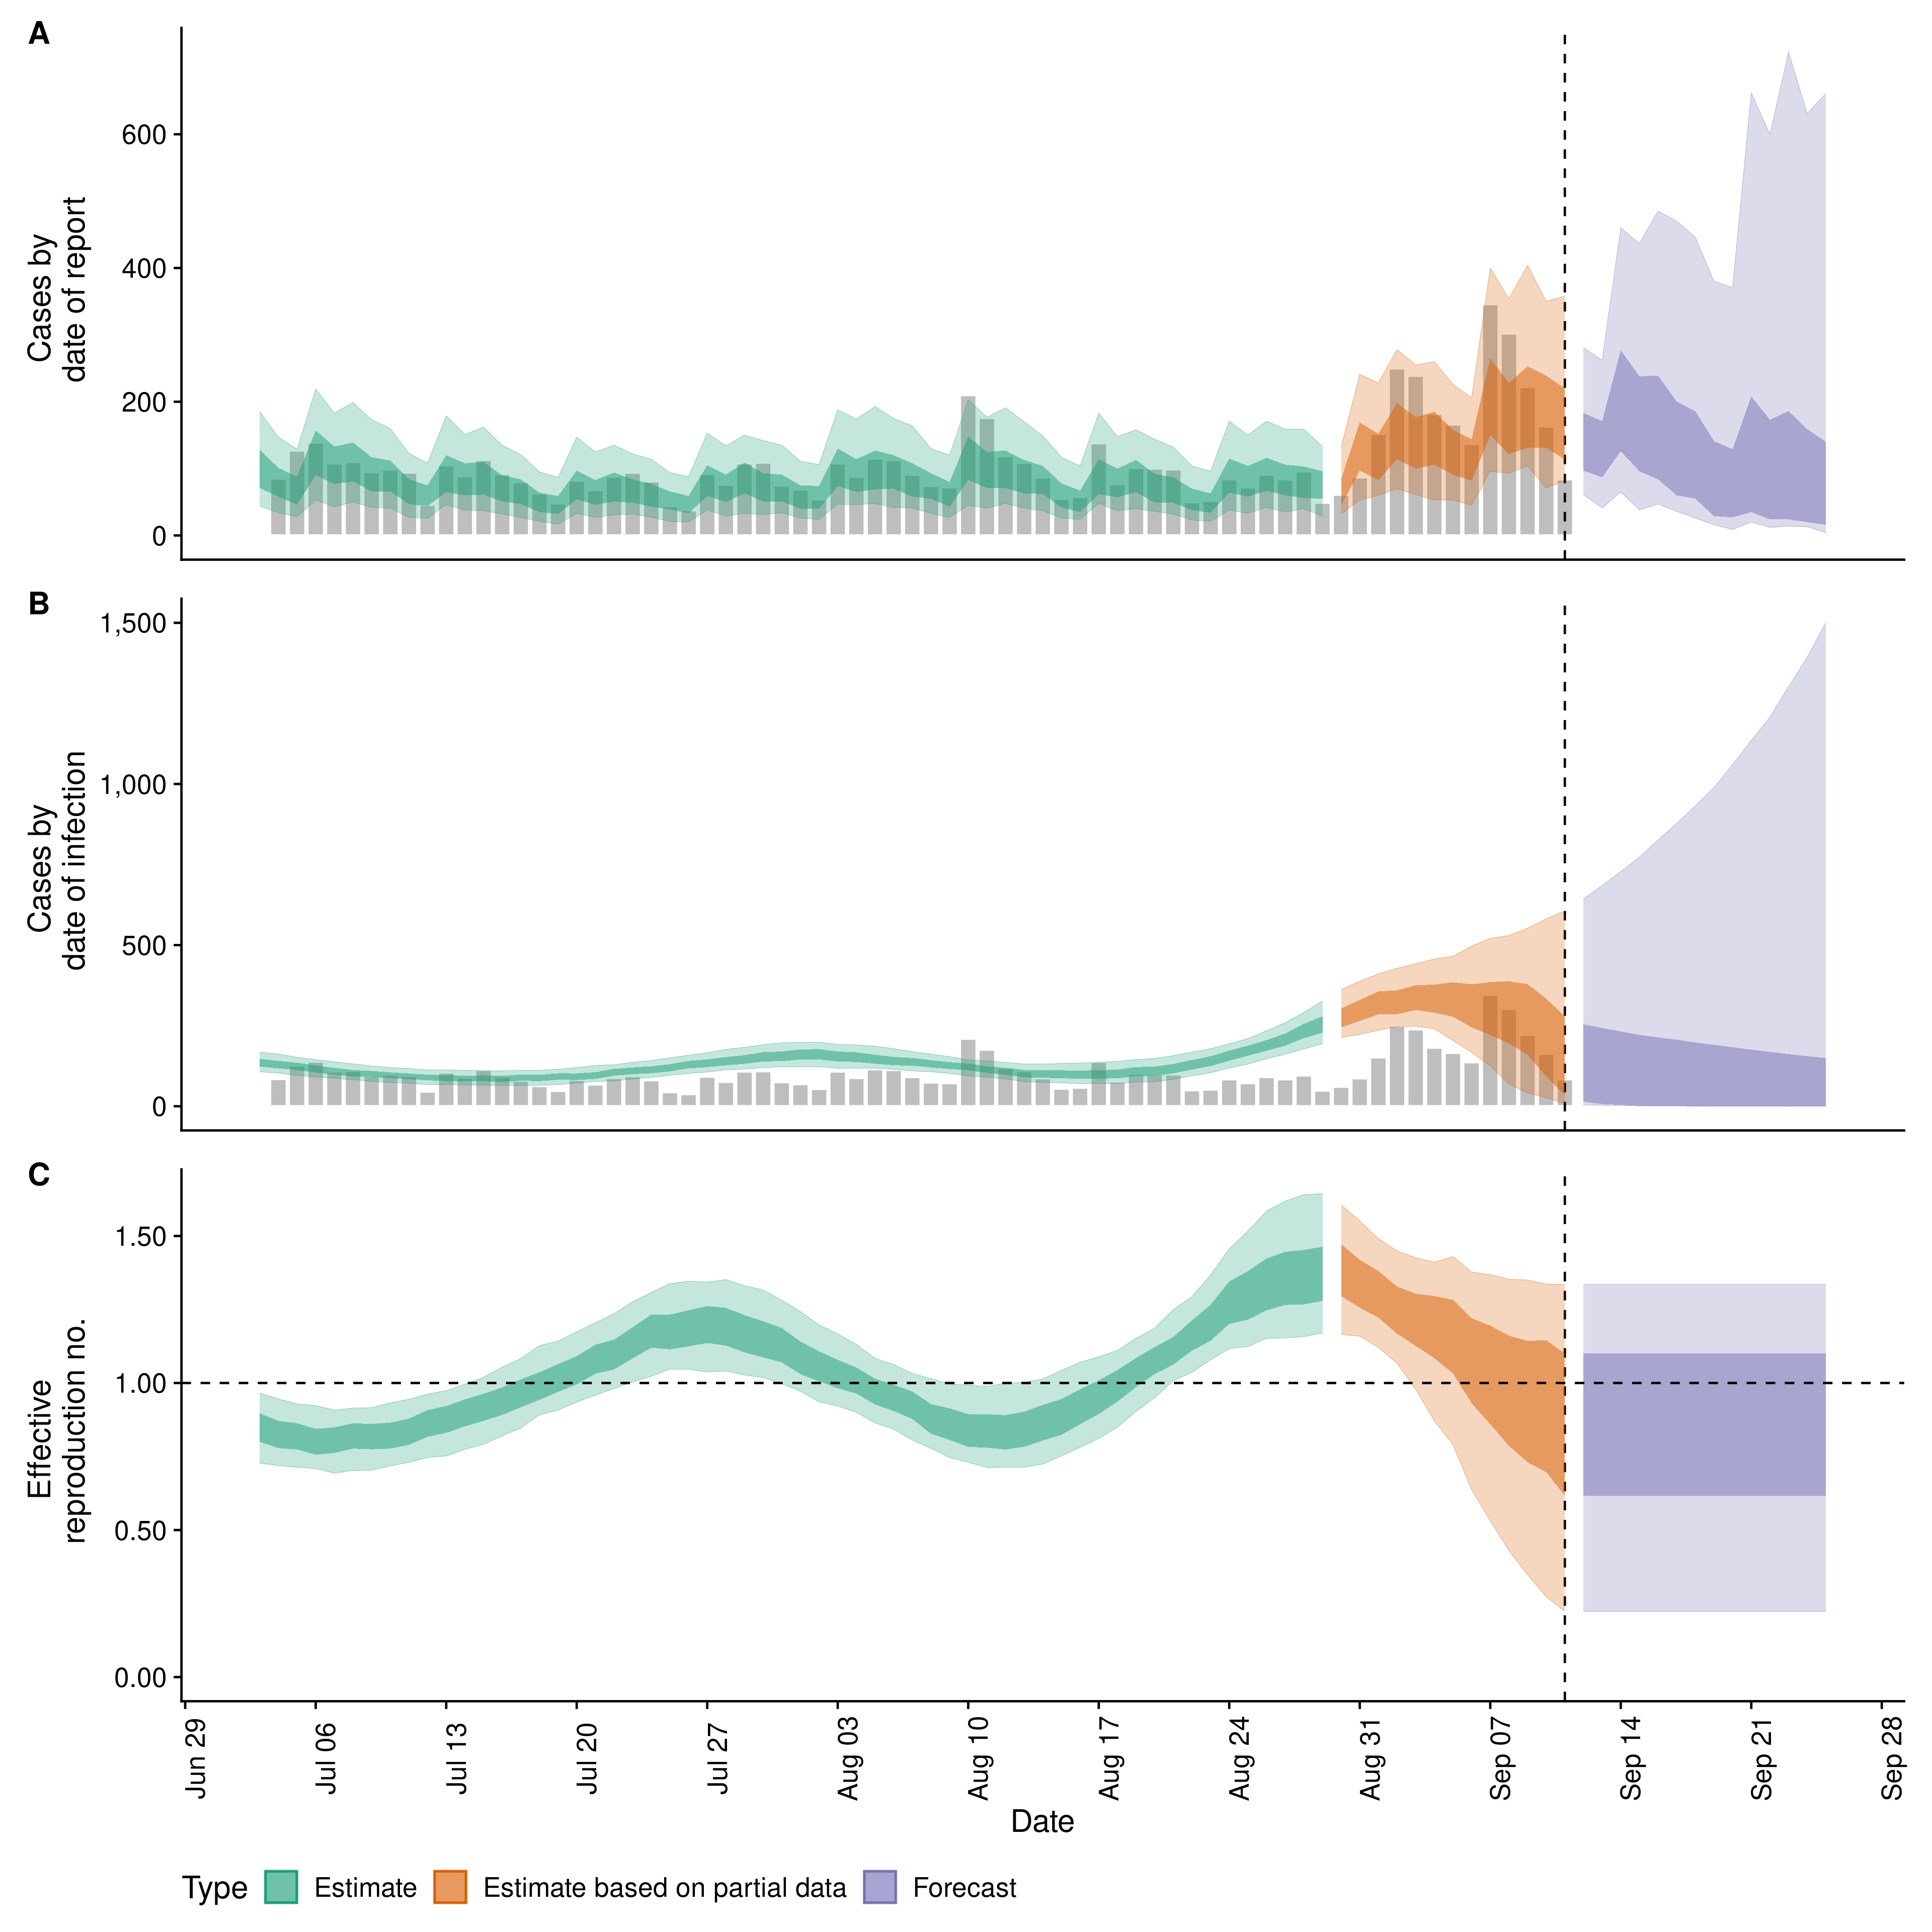 A
Cases by
date of report
600
400
200
0
B
Cases by
date of infection
1,500
1,000
500
0
C
Effective
reproduction no.
1.50
1.00
0.50
0.00
Jun 29
Jul 06
Jul 13
Jul 20
Jul 27
Aug 03
Aug 10
Aug 17
Aug 24
Aug 31
Sep 07
Sep 14
Sep 21
Sep 28
Date
Type Estimate Estimate based on partial data Forecast